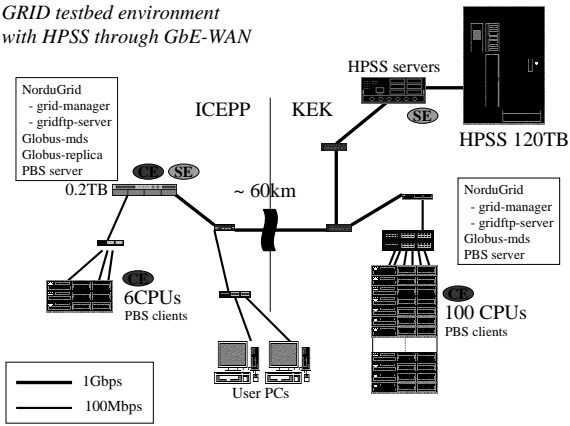 GRID testbed environment
with HPSS through GbE-WAN
HPSS servers
NorduGrid
- grid-manager
- gridftp-server
Globus-mds
Globus-replica
PBS server
ICEPP
KEK
SE
HPSS 120TB
CE
SE
0.2TB
~ 60km
NorduGrid
- grid-manager
- gridftp-server
Globus-mds
PBS server
CE
6CPUs
PBS clients
CE
100 CPUs
PBS clients
1Gbps
100Mbps
User PCs